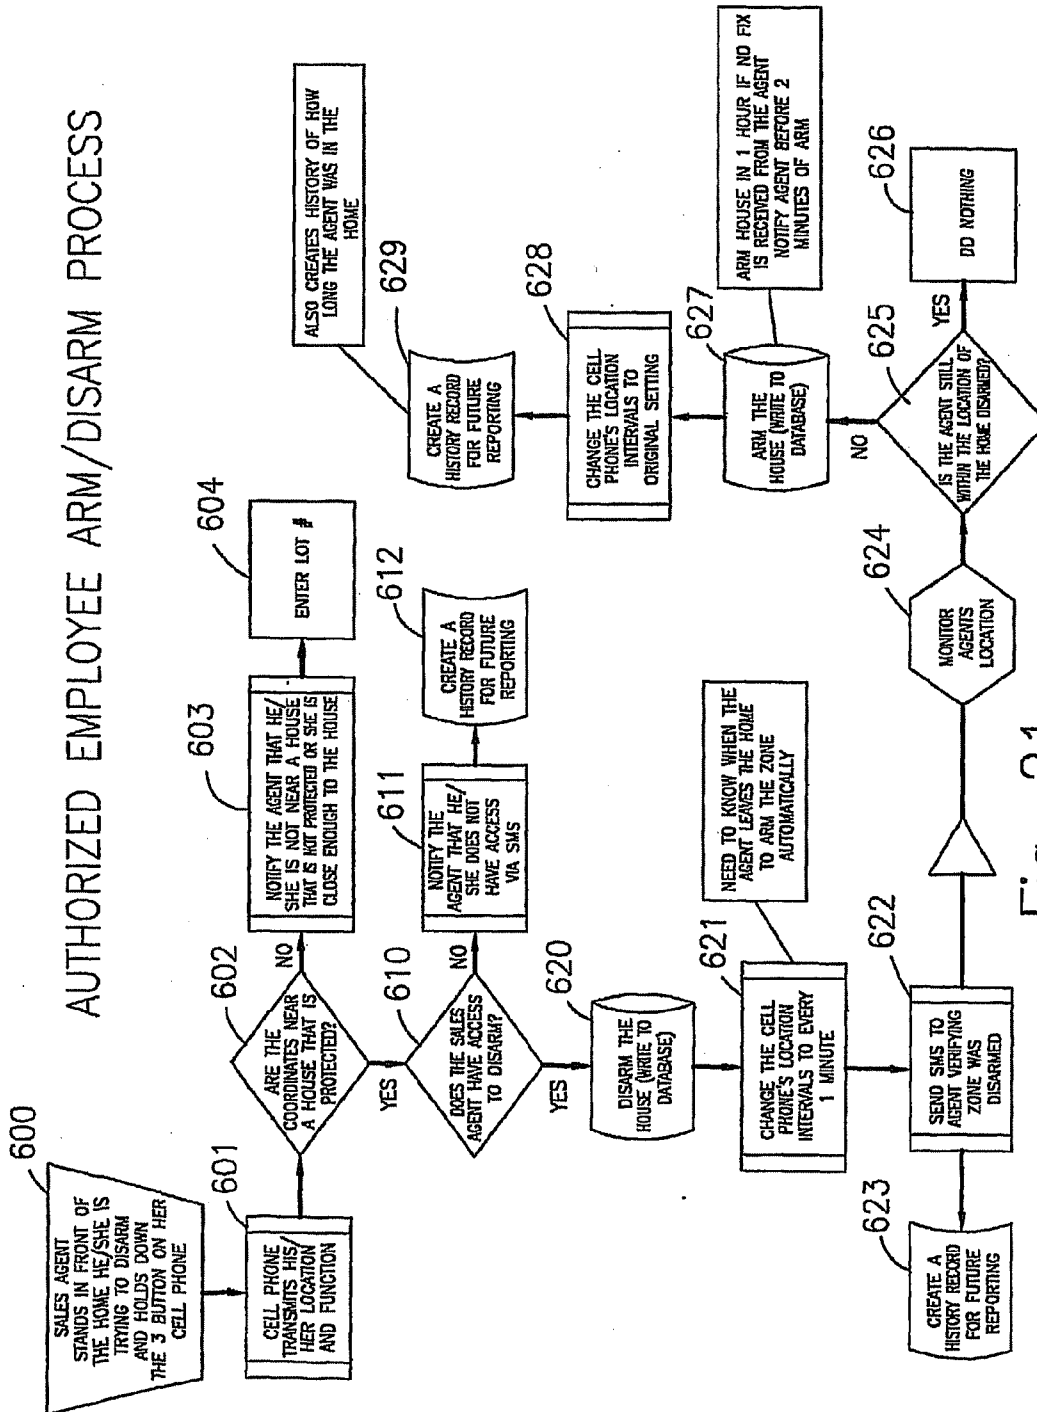 AUTHORIZED EMPLOYEE ARM/DISARM PROCESS
600
SALES AGENT
STANDS IN FRONT OF
THE HOME HE/SHE IS
TRYING TO DISARM
AND HOLDS DOWN
THE 3 BUTTON ON HER
CELL PHONE
601
CELL PHONE
TRANSMITS HIS/
HER LOCATION
AND FUNCTION
602
ARE THE
COORDINATES NEAR
A HOUSE THAT IS
PROTECTED?
NO
603
NOTIFY THE AGENT THAT HE/
SHE IS NOT NEAR A HOUSE
THAT IS NOT PROTECTED OR SHE IS
CLOSE ENOUGH TO THE HOUSE
604
ENTER LOT #
YES
610
DOES THE SALES
AGENT HAVE ACCESS
TO DISARM?
NO
611
NOTIFY THE
AGENT THAT HE/
SHE DOES NOT
HAVE ACCESS
VIA SMS
612
CREATE A
HISTORY RECORD
FOR FUTURE
REPORTING
YES
620
DISARM THE
HOUSE (WRITE TO
DATABASE)
621
CHANGE THE CELL
PHONE'S LOCATION
INTERVALS TO EVERY
1 MINUTE
NEED TO KNOW WHEN THE
AGENT LEAVES THE HOME
TO ARM THE ZONE
AUTOMATICALLY
622
SEND SMS TO
AGENT VERIFYING
ZONE WAS
DISARMED
623
CREATE A
HISTORY RECORD
FOR FUTURE
REPORTING
624
MONITOR
AGENTS
LOCATION
625
IS THE AGENT STILL
WITHIN THE LOCATION OF
THE HOME DISARMED?
YES
626
DO NOTHING
NO
627
ARM THE
HOUSE (WRITE TO
DATABASE)
ARM HOUSE IN 1 HOUR IF NO FIX
IS RECEIVED FROM THE AGENT
NOTIFY AGENT BEFORE 2
MINUTES OF ARM
628
CHANGE THE CELL
PHONE'S LOCATION
INTERVALS TO
ORIGINAL SETTING
629
CREATE A
HISTORY RECORD
FOR FUTURE
REPORTING
ALSO CREATES HISTORY OF HOW
LONG THE AGENT WAS IN THE
HOME